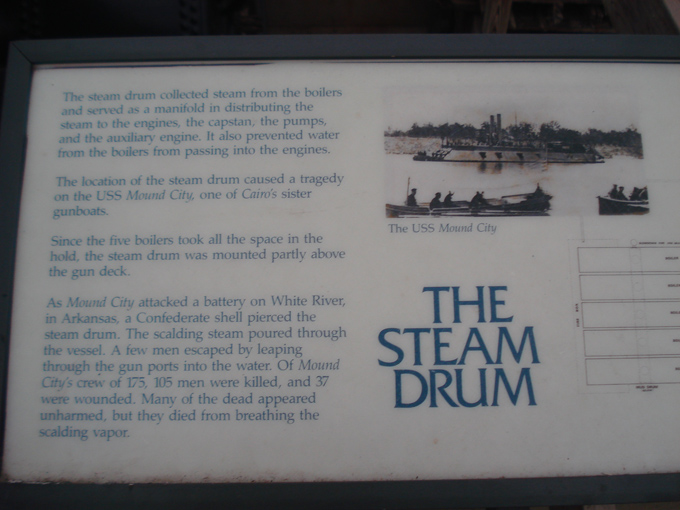 The steam drum collected steam from the boilers
and served as a manifold in distributing the
steam to the engines, the capstan, the pumps,
and the auxiliary engine. It also prevented water
from the boilers from passing into the engines.
The location of the steam drum caused a tragedy
on the USS Mound City, one of Cairo's sister
gunboats.
Since the five boilers took all the space in the
hold, the steam drum was mounted partly above
the gun deck.
As Mound City attacked a battery on White River,
in Arkansas, a Confederate shell pierced the
steam drum. The scalding steam poured through
the vessel. A few men escaped by leaping
through the gun ports into the water. Of Mound
City's crew of 175, 105 men were killed, and 37
were wounded. Many of the dead appeared
unharmed, but they died from breathing the
scalding vapor.
The USS Mound City
THE
STEAM
DRUM